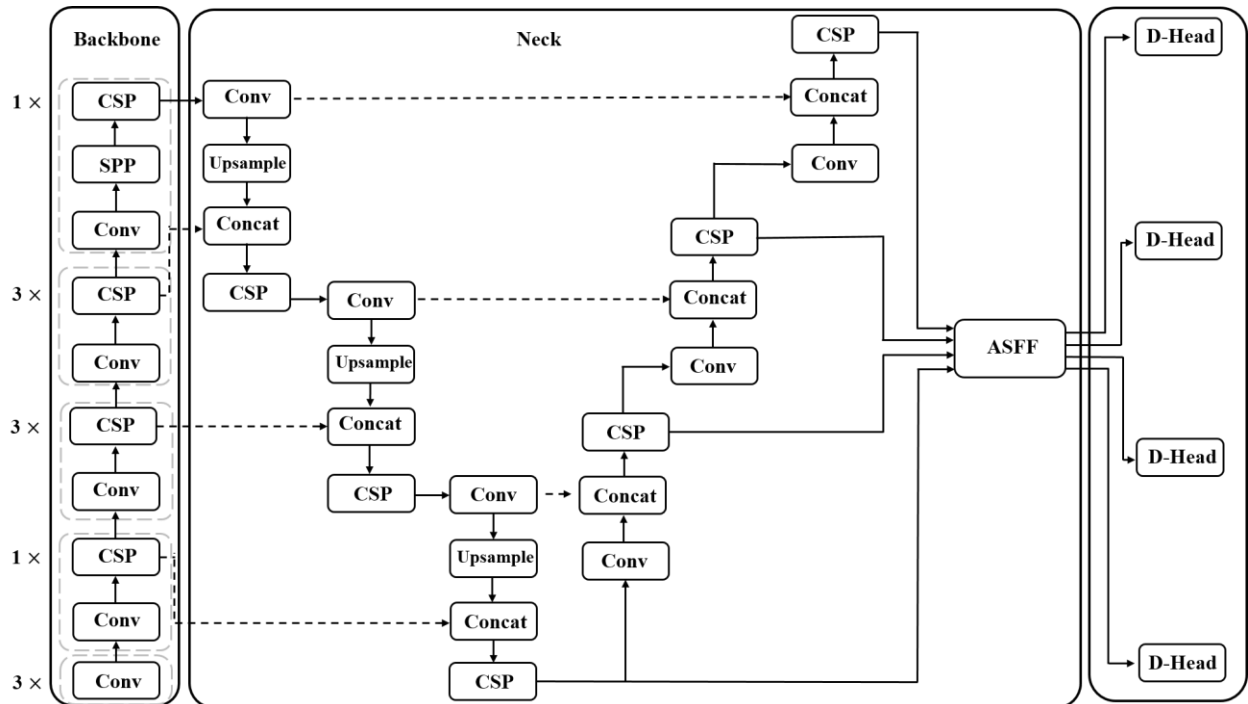 Backbone
Neck
1 ×
CSP
SPP
Conv
3 ×
CSP
Conv
3 ×
CSP
Conv
1 ×
CSP
Conv
3 ×
Conv
Conv
Upsample
Concat
CSP
Conv
Upsample
Concat
CSP
Conv
Upsample
Concat
CSP
CSP
Concat
Conv
CSP
Concat
Conv
CSP
Concat
Conv
ASFF
D-Head
D-Head
D-Head
D-Head